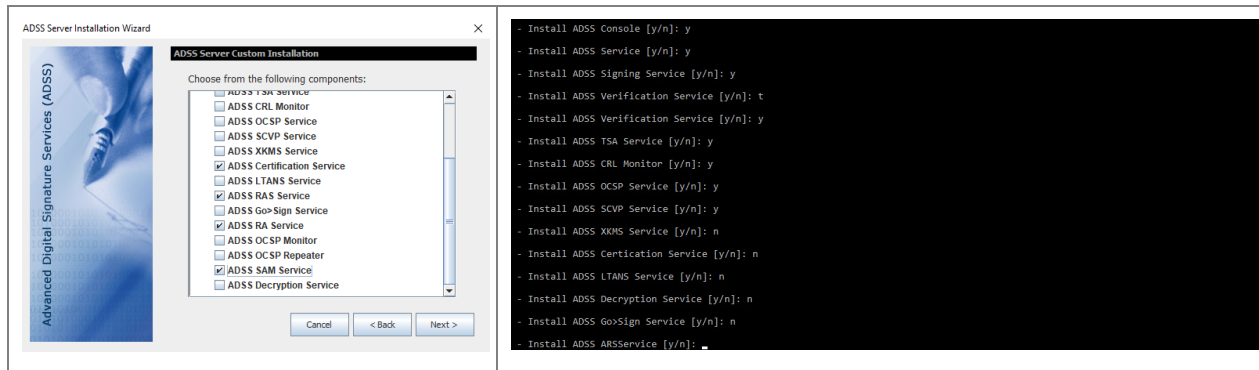 ADSS Server Installation Wizard
Advanced Digital Signature Services (ADSS)
ADSS Server Custom Installation
Choose from the following components:
ADSS TSA Service
ADSS CRL Monitor
ADSS OCSP Service
ADSS SCVP Service
ADSS XKMS Service
ADSS Certification Service
ADSS LTANS Service
ADSS RAS Service
ADSS Go>Sign Service
ADSS RA Service
ADSS OCSP Monitor
ADSS OCSP Repeater
ADSS SAM Service
ADSS Decryption Service
Cancel
< Back
Next >
- Install ADSS Console [y/n]: y
- Install ADSS Service [y/n]: y
- Install ADSS Signing Service [y/n]: y
- Install ADSS Verification Service [y/n]: t
- Install ADSS Verification Service [y/n]: y
- Install ADSS TSA Service [y/n]: y
- Install ADSS CRL Monitor [y/n]: y
- Install ADSS OCSP Service [y/n]: y
- Install ADSS SCVP Service [y/n]: y
- Install ADSS XKMS Service [y/n]: n
- Install ADSS Certication Service [y/n]: n
- Install ADSS LTANS Service [y/n]: n
- Install ADSS Decryption Service [y/n]: n
- Install ADSS Go>Sign Service [y/n]: n
- Install ADSS ARSService [y/n]: